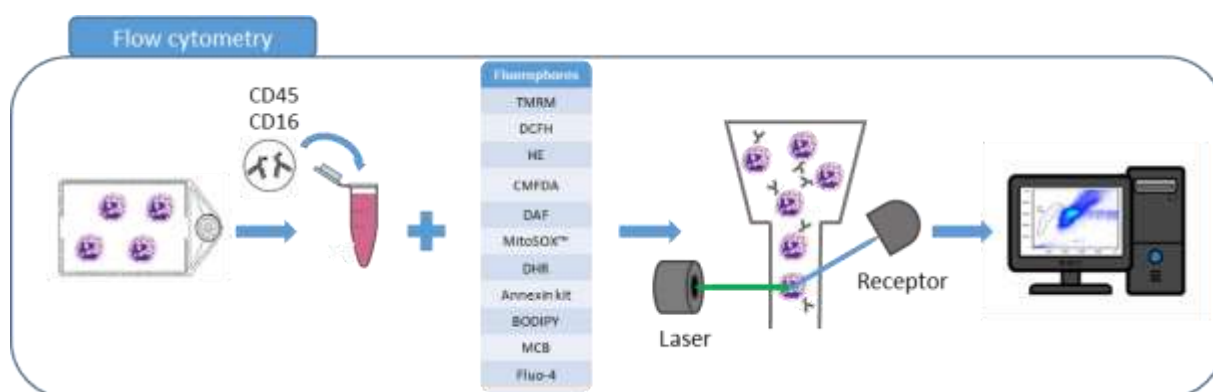 Flow cytometry
CD45
CD16
Fluorophores
TMRM
DCFH
HE
CMFDA
DAF
MitoSOX™
DHR
Annexin kit
BODIPY
MCB
Fluo-4
Laser
Receptor